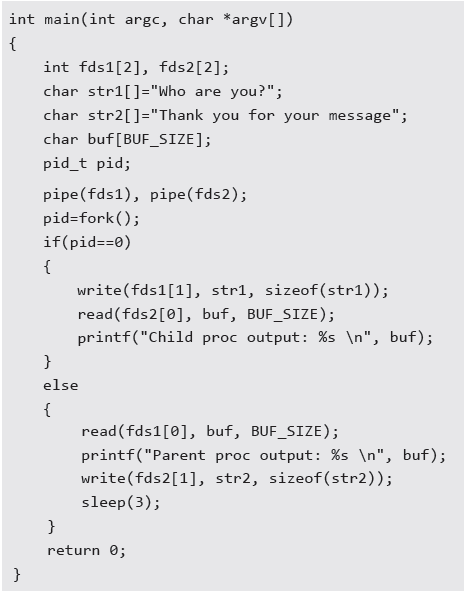 int main(int argc, char *argv[])
{
    int fds1[2], fds2[2];
    char str1[]="Who are you?";
    char str2[]="Thank you for your message";
    char buf[BUF_SIZE];
    pid_t pid;
    pipe(fds1), pipe(fds2);
    pid=fork();
    if(pid==0)
    {
        write(fds1[1], str1, sizeof(str1));
        read(fds2[0], buf, BUF_SIZE);
        printf("Child proc output: %s \n", buf);
    }
    else
    {
        read(fds1[0], buf, BUF_SIZE);
        printf("Parent proc output: %s \n", buf);
        write(fds2[1], str2, sizeof(str2));
        sleep(3);
    }
    return 0;
}